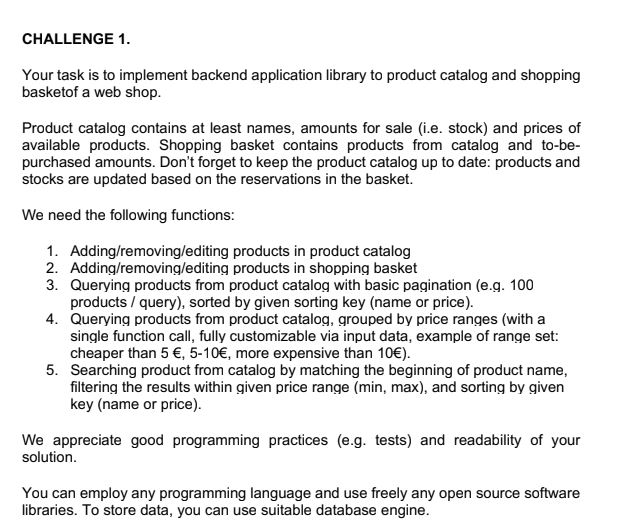 CHALLENGE 1.
Your task is to implement backend application library to product catalog and shopping
basketof a web shop.
Product catalog contains at least names, amounts for sale (i.e. stock) and prices of
available products. Shopping basket contains products from catalog and to-be-
purchased amounts. Don't forget to keep the product catalog up to date: products and
stocks are updated based on the reservations in the basket.
We need the following functions:
1. Adding/removing/editing products in product catalog
2. Adding/removing/editing products in shopping basket
3. Querying products from product catalog with basic pagination (e.g. 100
products / query), sorted by given sorting key (name or price).
4. Querying products from product catalog, grouped by price ranges (with a
single function call, fully customizable via input data, example of range set:
cheaper than 5 €, 5-10€, more expensive than 10€).
5. Searching product from catalog by matching the beginning of product name,
filtering the results within given price range (min, max), and sorting by given
key (name or price).
We appreciate good programming practices (e.g. tests) and readability of your
solution.
You can employ any programming language and use freely any open source software
libraries. To store data, you can use suitable database engine.